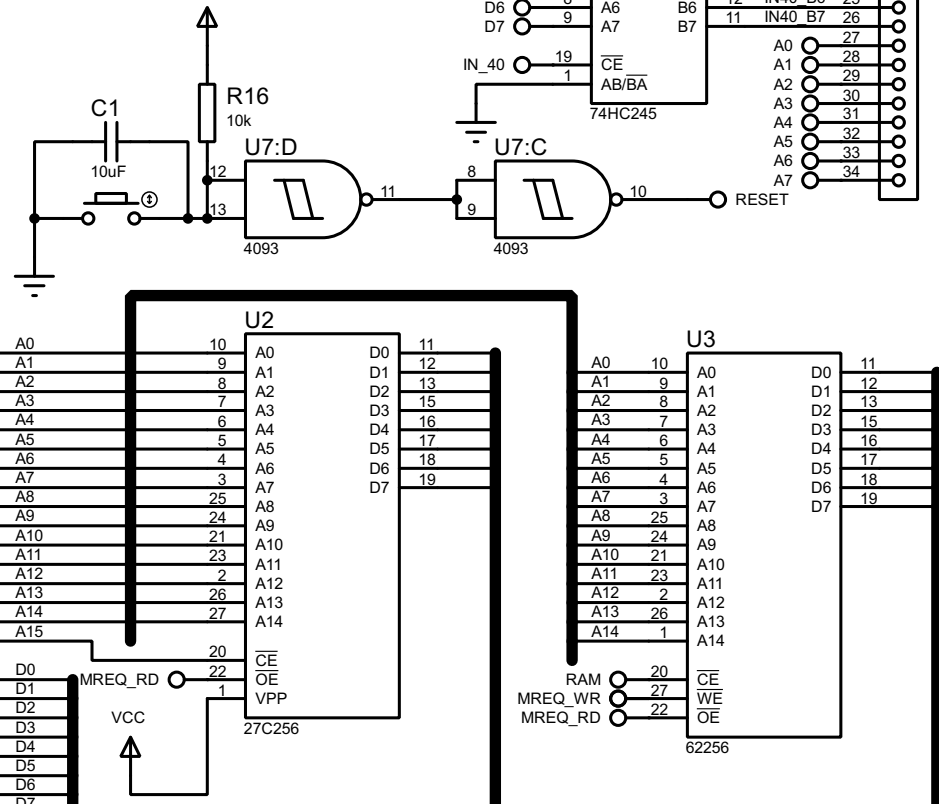 D6 8 A6 B6 12 IN40_B6 25
D7 9 A7 B7 11 IN40_B7 26
A0 27
IN_40 19 CE A1 28
1 AB/BA A2 29
A3 30
74HC245
A4 31
A5 32
A6 33
A7 34
R16
10k
C1
10uF
U7:D
12
13
11
4093
U7:C
8
9
10
RESET
4093
U2
A0 10 A0 D0 11
A1 9 A1 D1 12
A2 8 A2 D2 13
A3 7 A3 D3 15
A4 6 A4 D4 16
A5 5 A5 D5 17
A6 4 A6 D6 18
A7 3 A7 D7 19
A8 25 A8
A9 24 A9
A10 21 A10
A11 23 A11
A12 2 A12
A13 26 A13
A14 27 A14
A15
20 CE
MREQ_RD 22 OE
1 VPP
27C256
VCC
D0
D1
D2
D3
D4
D5
D6
D7
U3
A0 10 A0 D0 11
A1 9 A1 D1 12
A2 8 A2 D2 13
A3 7 A3 D3 15
A4 6 A4 D4 16
A5 5 A5 D5 17
A6 4 A6 D6 18
A7 3 A7 D7 19
A8 25 A8
A9 24 A9
A10 21 A10
A11 23 A11
A12 2 A12
A13 26 A13
A14 1 A14
RAM 20 CE
MREQ_WR 27 WE
MREQ_RD 22 OE
62256